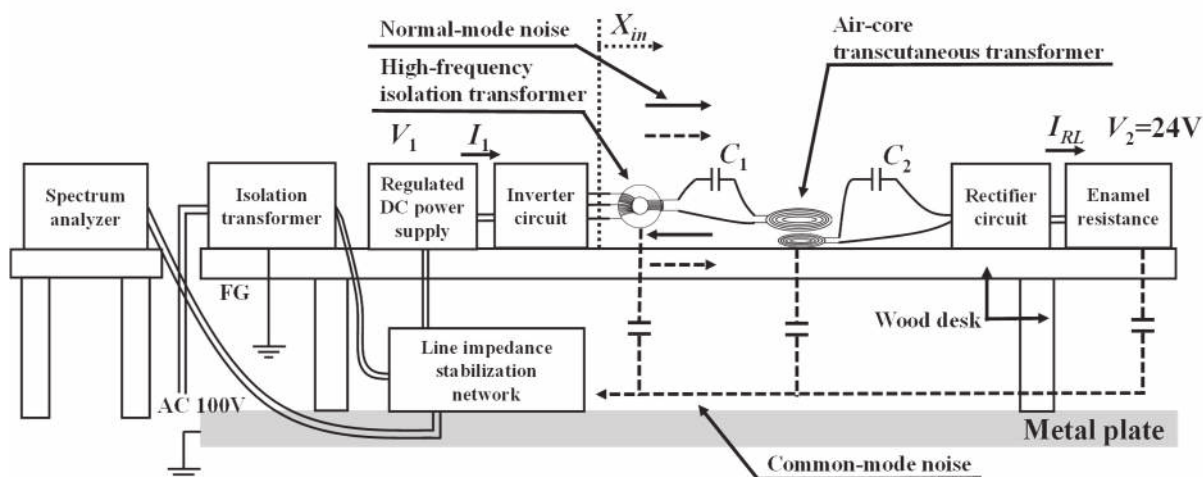 Normal-mode noise
X_in
Air-core
transcutaneous transformer
High-frequency
isolation transformer
V_1
I_1
C_1
C_2
I_RL
V_2=24V
Spectrum
analyzer
Isolation
transformer
Regulated
DC power
supply
Inverter
circuit
Rectifier
circuit
Enamel
resistance
FG
Wood desk
Line impedance
stabilization
network
AC 100V
Metal plate
Common-mode noise